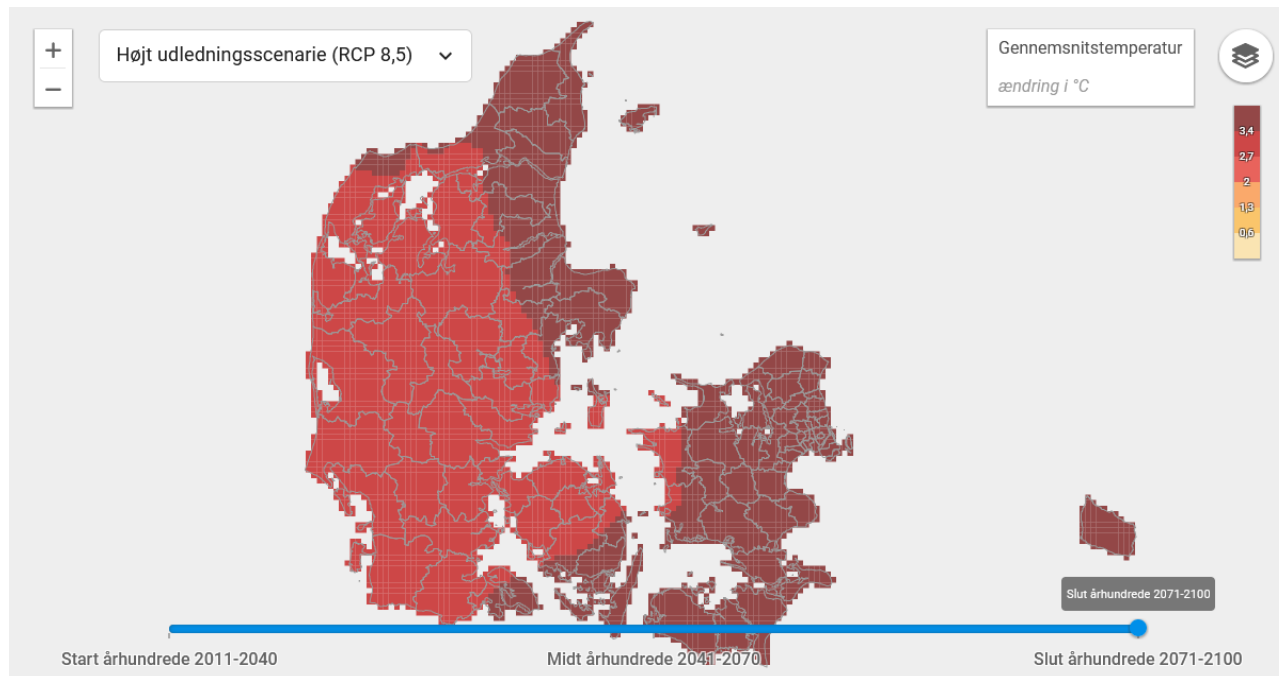 +
−
Højt udledningsscenarie (RCP 8,5)
Gennemsnitstemperatur
ændring i °C
3,4
2,7
2
1,3
0,6
Slut århundrede 2071-2100
Start århundrede 2011-2040
Midt århundrede 2041-2070
Slut århundrede 2071-2100